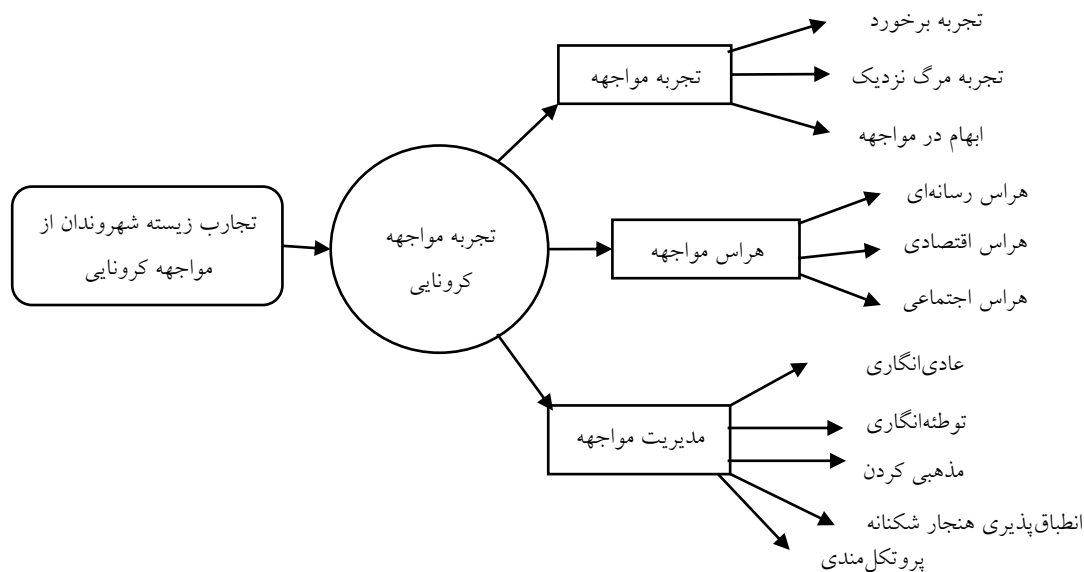 تجارب زیسته شهروندان از
مواجهه کرونایی
تجربه مواجهه
کرونایی
تجربه مواجهه
تجربه برخورد
تجربه مرگ نزدیک
ابهام در مواجهه
هراس مواجهه
هراس رسانه‌ای
هراس اقتصادی
هراس اجتماعی
مدیریت مواجهه
عادی‌انگاری
توطئه‌انگاری
مذهبی کردن
انطباق‌پذیری هنجار شکنانه
پروتکل‌مندی